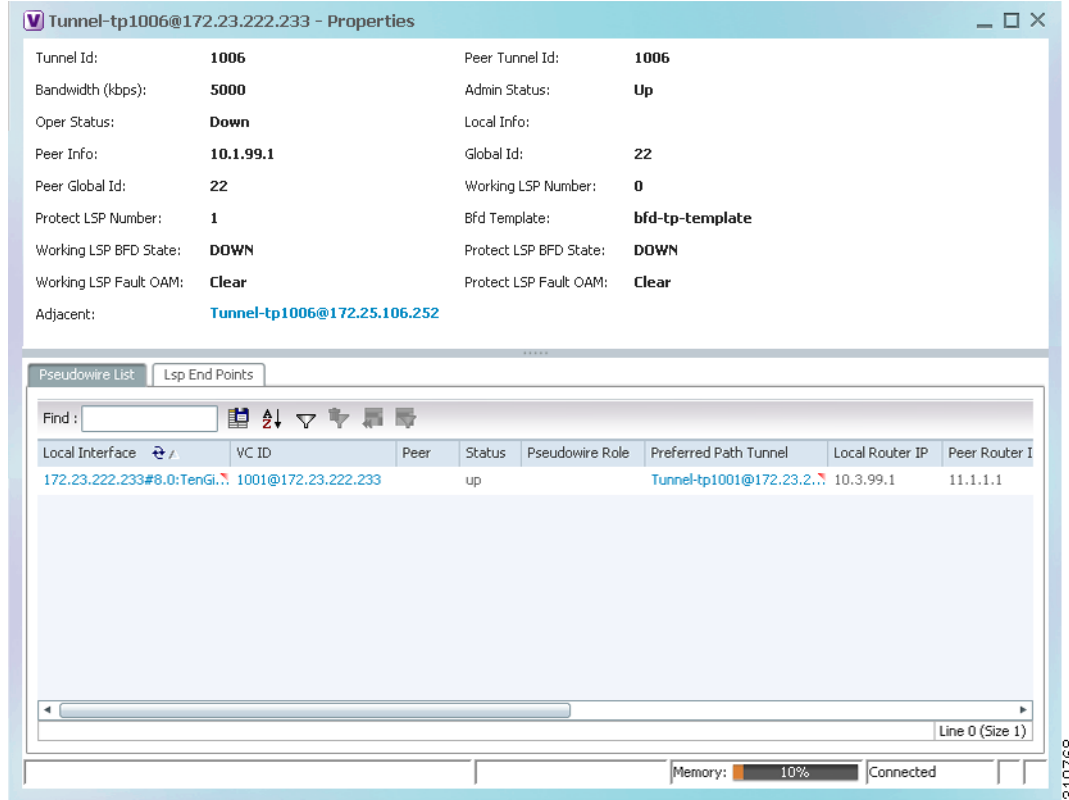 Tunnel-tp1006@172.23.222.233 - Properties
Tunnel Id: 1006 Peer Tunnel Id: 1006
Bandwidth (kbps): 5000 Admin Status: Up
Oper Status: Down Local Info:
Peer Info: 10.1.99.1 Global Id: 22
Peer Global Id: 22 Working LSP Number: 0
Protect LSP Number: 1 Bfd Template: bfd-tp-template
Working LSP BFD State: DOWN Protect LSP BFD State: DOWN
Working LSP Fault OAM: Clear Protect LSP Fault OAM: Clear
Adjacent: Tunnel-tp1006@172.25.106.252
Pseudowire List Lsp End Points
Find :
Local Interface VC ID Peer Status Pseudowire Role Preferred Path Tunnel Local Router IP Peer Router I
172.23.222.233#8.0:TenGi... 1001@172.23.222.233 up Tunnel-tp1001@172.23.2... 10.3.99.1 11.1.1.1
Line 0 (Size 1)
Memory: 10% Connected
310768